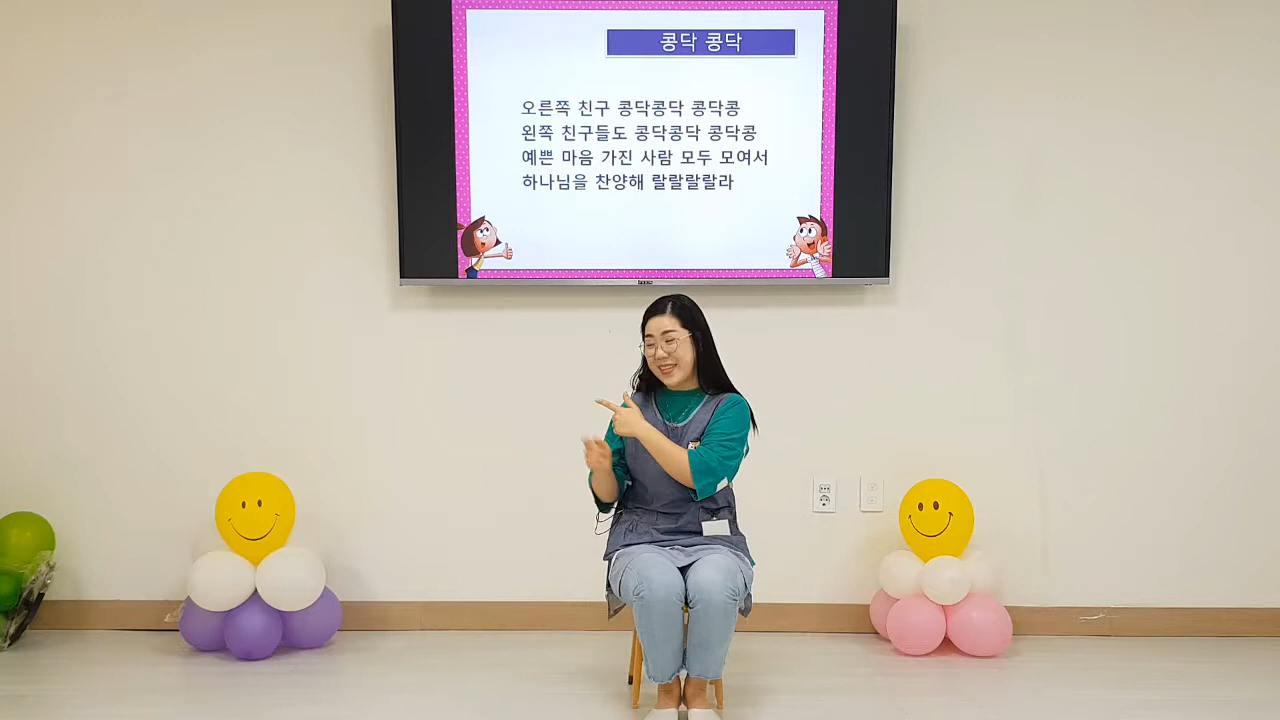 콩닥 콩닥
오른쪽 친구 콩닥콩닥 콩닥콩
왼쪽 친구들도 콩닥콩닥 콩닥콩
예쁜 마음 가진 사람 모두 모여서
하나님을 찬양해 랄랄랄랄라